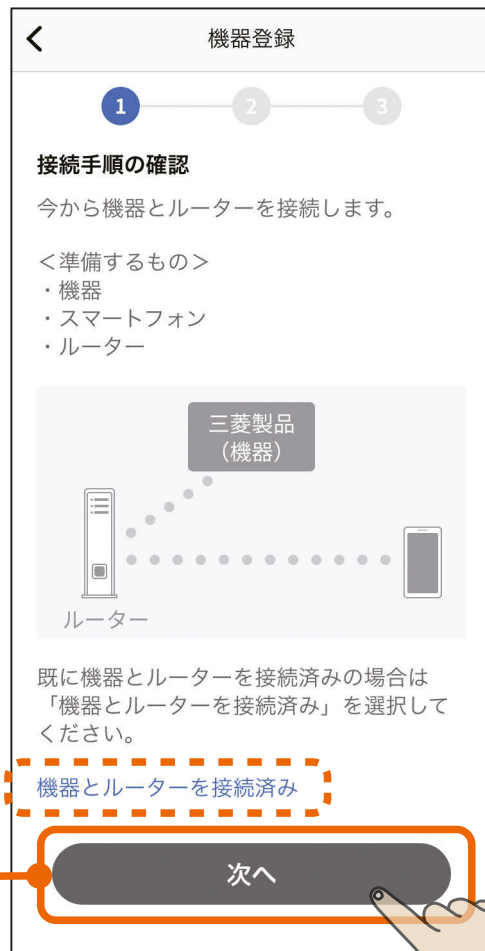 機器登録
1 2 3
接続手順の確認
今から機器とルーターを接続します。
＜準備するもの＞
・機器
・スマートフォン
・ルーター
三菱製品
（機器）
ルーター
既に機器とルーターを接続済みの場合は
「機器とルーターを接続済み」を選択して
ください。
機器とルーターを接続済み
次へ